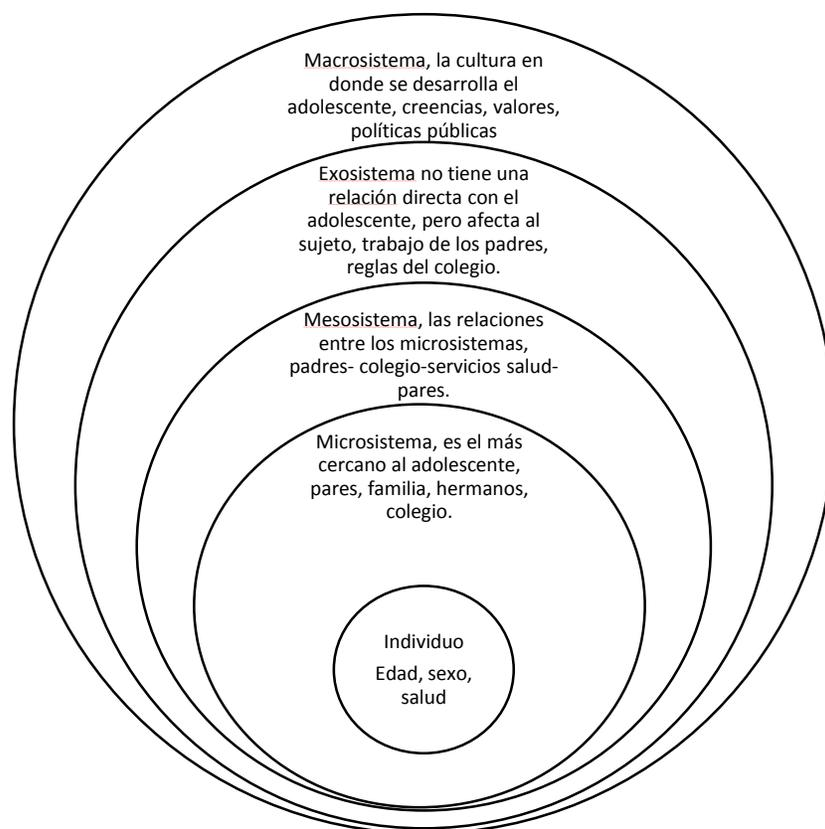 Macrosistema, la cultura en
donde se desarrolla el
adolescente, creencias, valores,
políticas públicas
Exosistema no tiene una
relación directa con el
adolescente, pero afecta al
sujeto, trabajo de los padres,
reglas del colegio.
Mesosistema, las relaciones
entre los microsistemas,
padres- colegio-servicios salud-
pares.
Microsistema, es el más
cercano al adolescente,
pares, familia, hermanos,
colegio.
Individuo
Edad, sexo,
salud